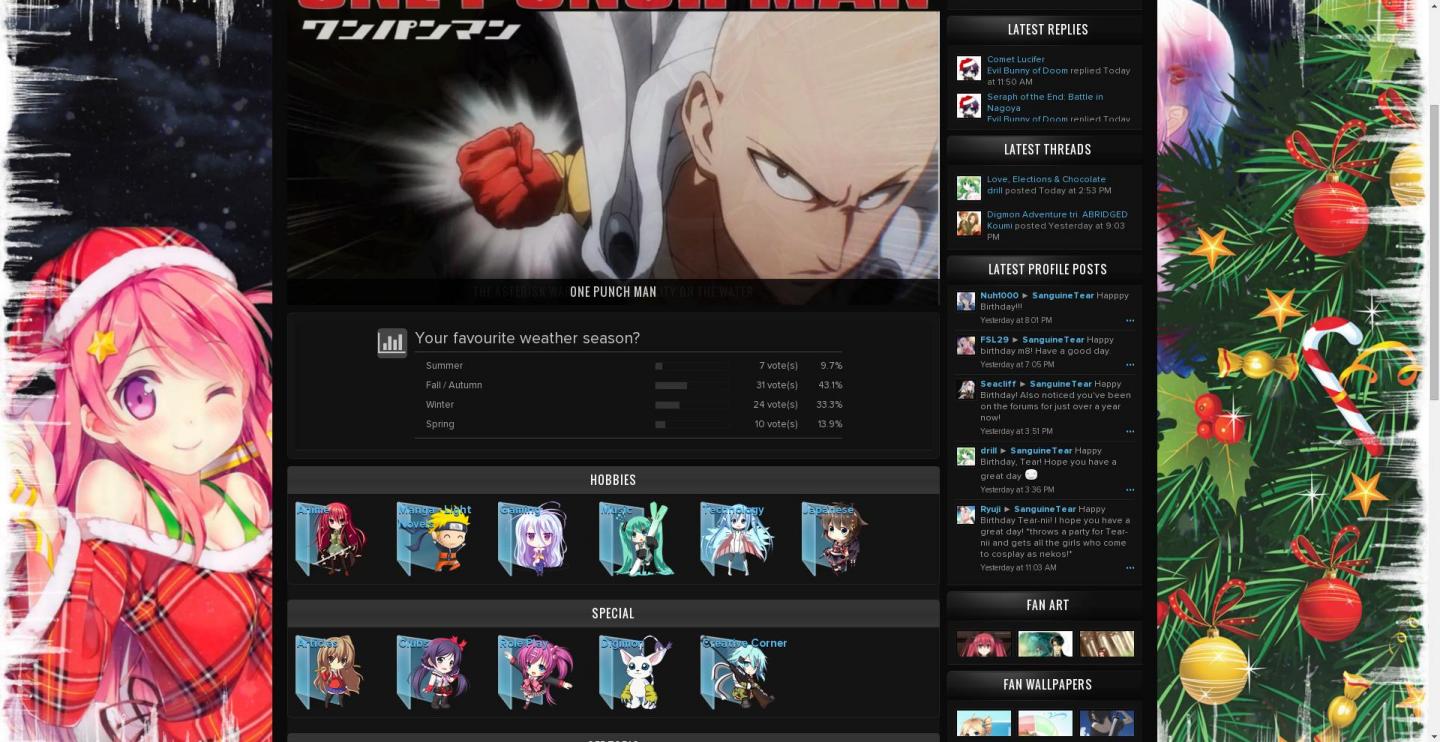 ONE PUNCH MAN
ワンパンマン
ONE PUNCH MAN
Your favourite weather season?
Summer 7 vote(s) 9.7%
Fall / Autumn 31 vote(s) 43.1%
Winter 24 vote(s) 33.3%
Spring 10 vote(s) 13.9%
HOBBIES
Anime
Manga - Light
Novels
Gaming
Music
Technology
Japanese
SPECIAL
Articles
Clubs
Role Play
Digimon
Creative Corner
LATEST REPLIES
Comet Lucifer
Evil Bunny of Doom replied Today
at 11:50 AM
Seraph of the End: Battle in
Nagoya
Evil Bunny of Doom replied Today
LATEST THREADS
Love, Elections & Chocolate
drill posted Today at 2:53 PM
Digmon Adventure tri. ABRIDGED
Koumi posted Yesterday at 9:03
PM
LATEST PROFILE POSTS
Nuh1000 ► SanguineTear Happpy
Birthday!!!
Yesterday at 8:01 PM
FSL29 ► SanguineTear Happy
birthday m8! Have a good day.
Yesterday at 7:05 PM
Seacliff ► SanguineTear Happy
Birthday! Also noticed you've been
on the forums for just over a year
now!
Yesterday at 3:51 PM
drill ► SanguineTear Happy
Birthday, Tear! Hope you have a
great day
Yesterday at 3:36 PM
Ryuji ► SanguineTear Happy
Birthday Tear-nii! I hope you have a
great day! *throws a party for Tear-
nii and gets all the girls who come
to cosplay as nekos!*
Yesterday at 11:03 AM
FAN ART
FAN WALLPAPERS